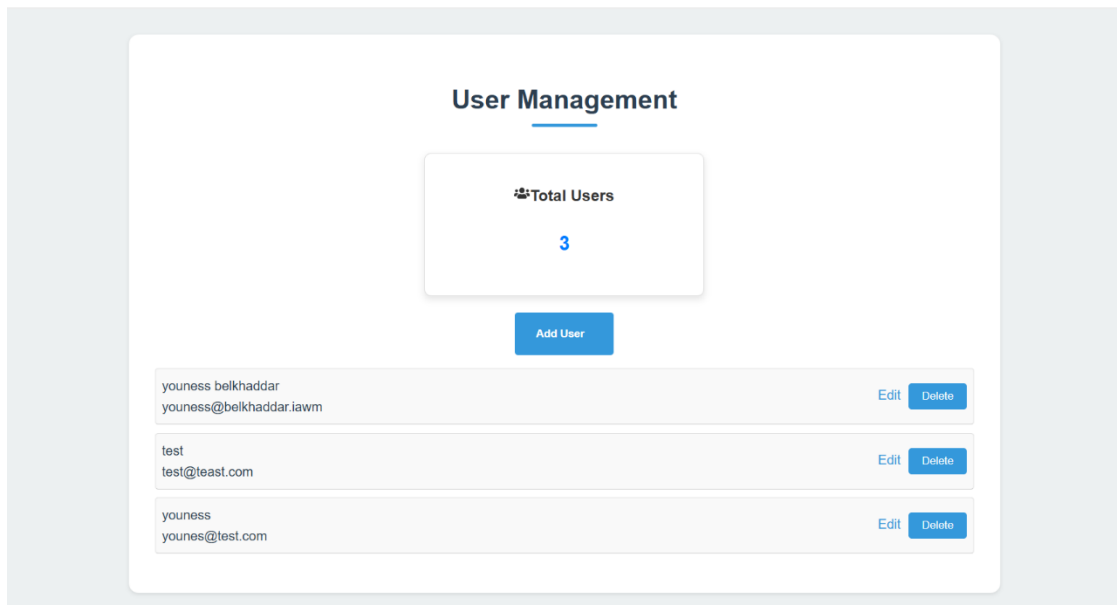 User Management
Total Users
3
Add User
youness belkhaddar
youness@belkhaddar.iawm
Edit
Delete
test
test@teast.com
Edit
Delete
youness
younes@test.com
Edit
Delete